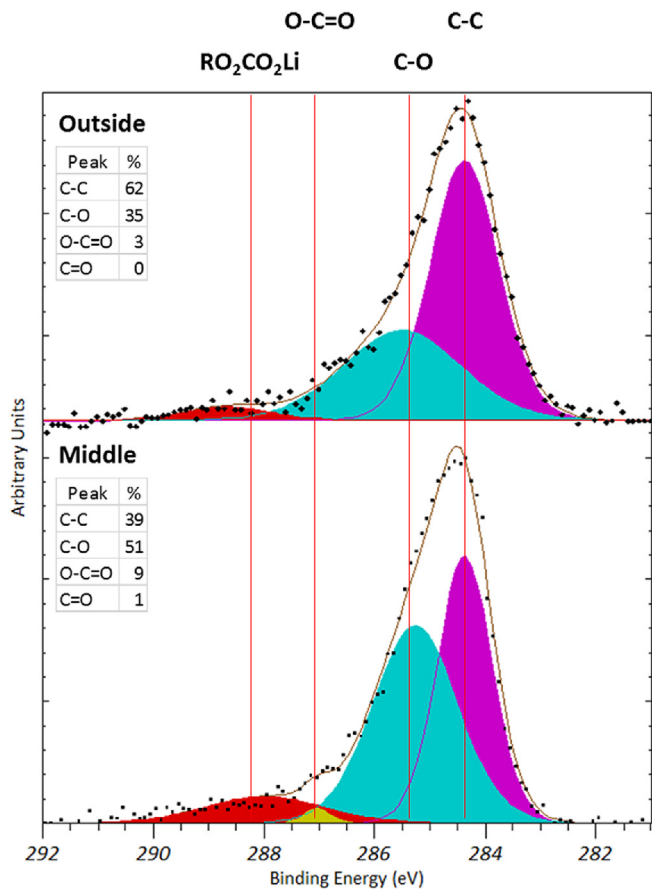 O-C=O
C-C
RO₂CO₂Li
C-O
Outside
Peak %
C-C 62
C-O 35
O-C=O 3
C=O 0
Middle
Peak %
C-C 39
C-O 51
O-C=O 9
C=O 1
Arbitrary Units
292 290 288 286 284 282
Binding Energy (eV)